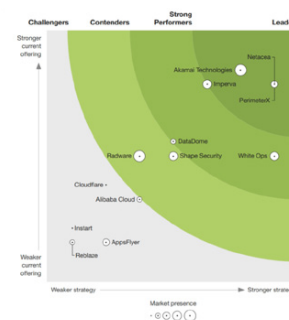 Challengers Contenders Strong Performers Leade
Stronger current offering
Netacea
Akamai Technologies
Imperva
PerimeterX
DataDome
Radware Shape Security White Ops
Cloudflare
Alibaba Cloud
Instart
AppsFlyer
Reblaze
Weaker current offering
Weaker strategy Stronger strate
Market presence